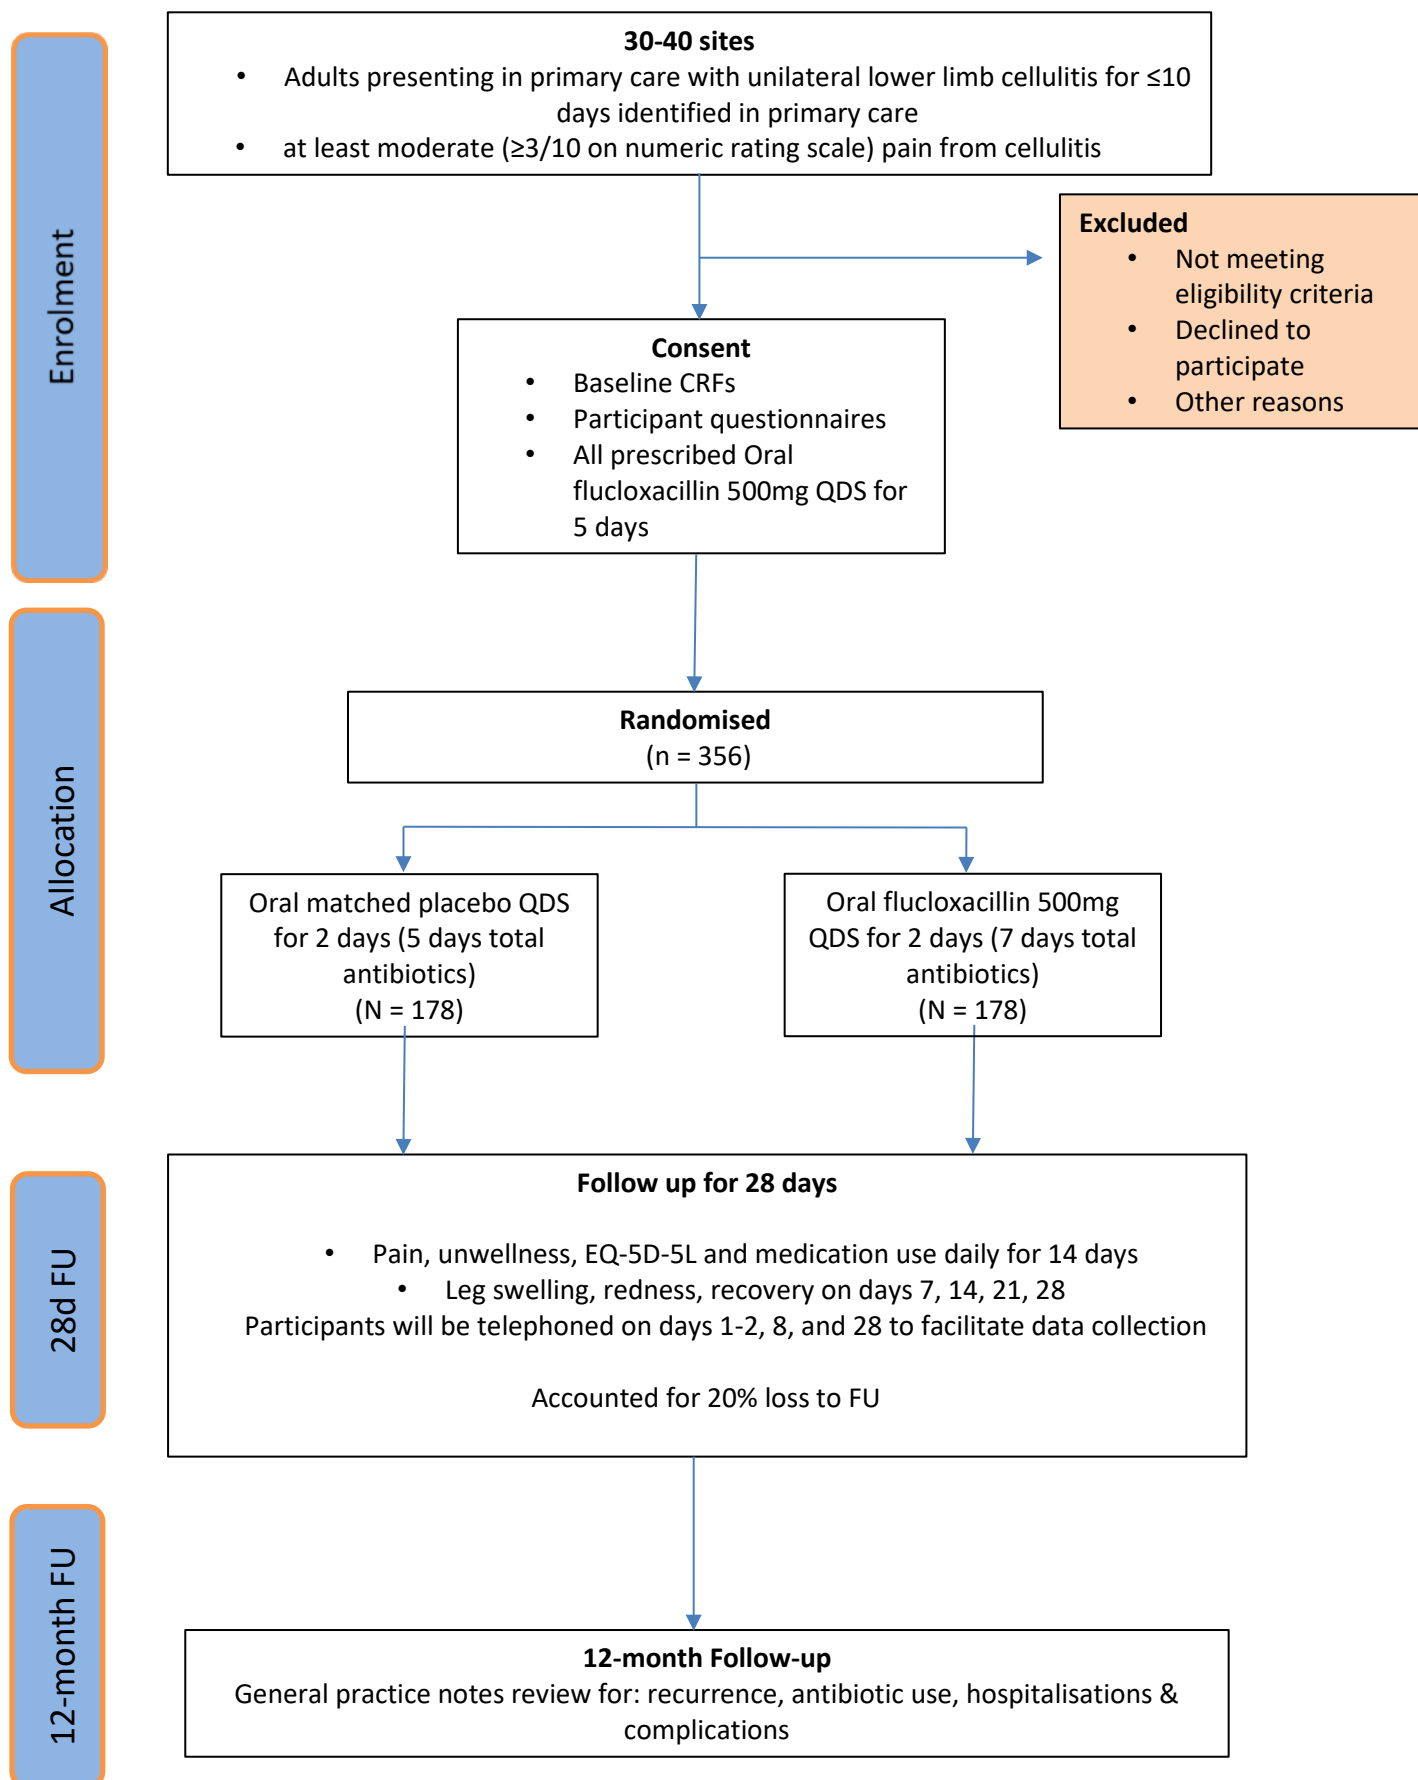 Enrolment
30-40 sites
• Adults presenting in primary care with unilateral lower limb cellulitis for ≤10
days identified in primary care
• at least moderate (≥3/10 on numeric rating scale) pain from cellulitis
Excluded
• Not meeting
eligibility criteria
• Declined to
participate
• Other reasons
Consent
• Baseline CRFs
• Participant questionnaires
• All prescribed Oral
flucloxacillin 500mg QDS for
5 days
Allocation
Randomised
(n = 356)
Oral matched placebo QDS
for 2 days (5 days total
antibiotics)
(N = 178)
Oral flucloxacillin 500mg
QDS for 2 days (7 days total
antibiotics)
(N = 178)
28d FU
Follow up for 28 days
• Pain, unwellness, EQ-5D-5L and medication use daily for 14 days
• Leg swelling, redness, recovery on days 7, 14, 21, 28
Participants will be telephoned on days 1-2, 8, and 28 to facilitate data collection
Accounted for 20% loss to FU
12-month FU
12-month Follow-up
General practice notes review for: recurrence, antibiotic use, hospitalisations &
complications